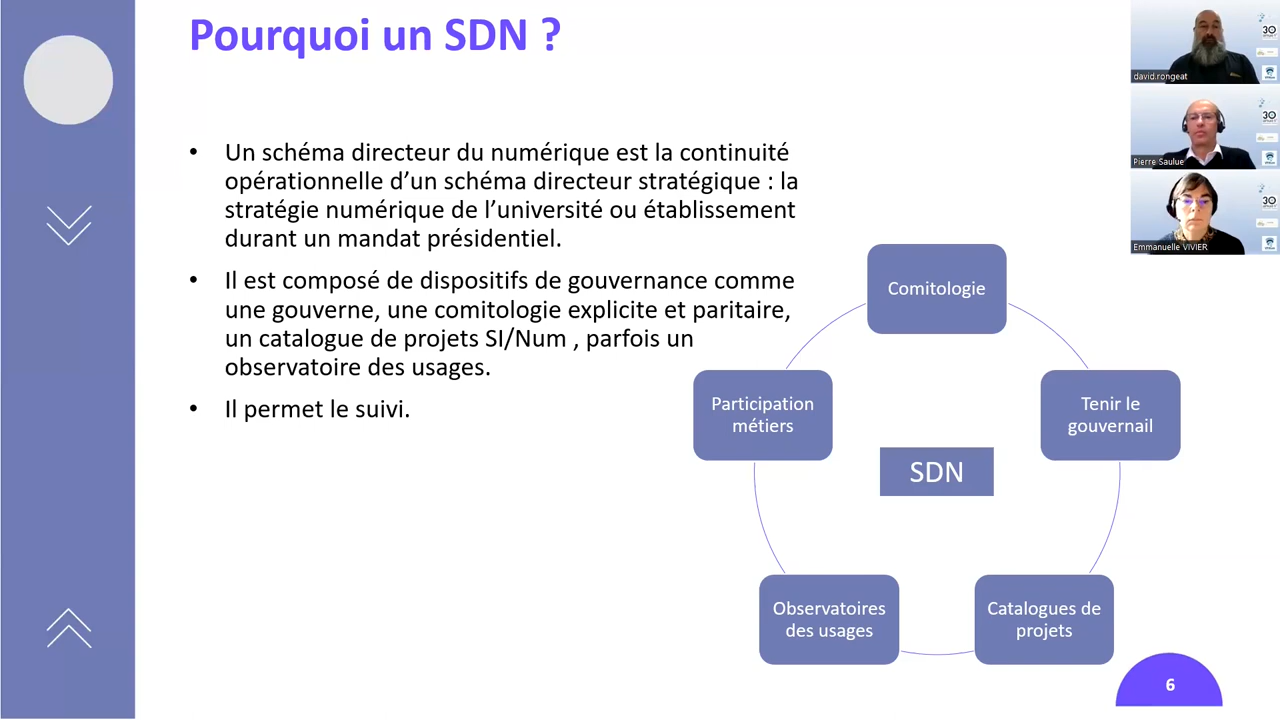 Pourquoi un SDN ?
• Un schéma directeur du numérique est la continuité
opérationnelle d’un schéma directeur stratégique : la
stratégie numérique de l’université ou établissement
durant un mandat présidentiel.
• Il est composé de dispositifs de gouvernance comme
une gouverne, une comitologie explicite et paritaire,
un catalogue de projets SI/Num , parfois un
observatoire des usages.
• Il permet le suivi.
Comitologie
Tenir le
gouvernail
Catalogues de
projets
Observatoires
des usages
Participation
métiers
SDN
6
david.rongeat
30
Pierre Saulue
30
Emmanuelle VIVIER
30